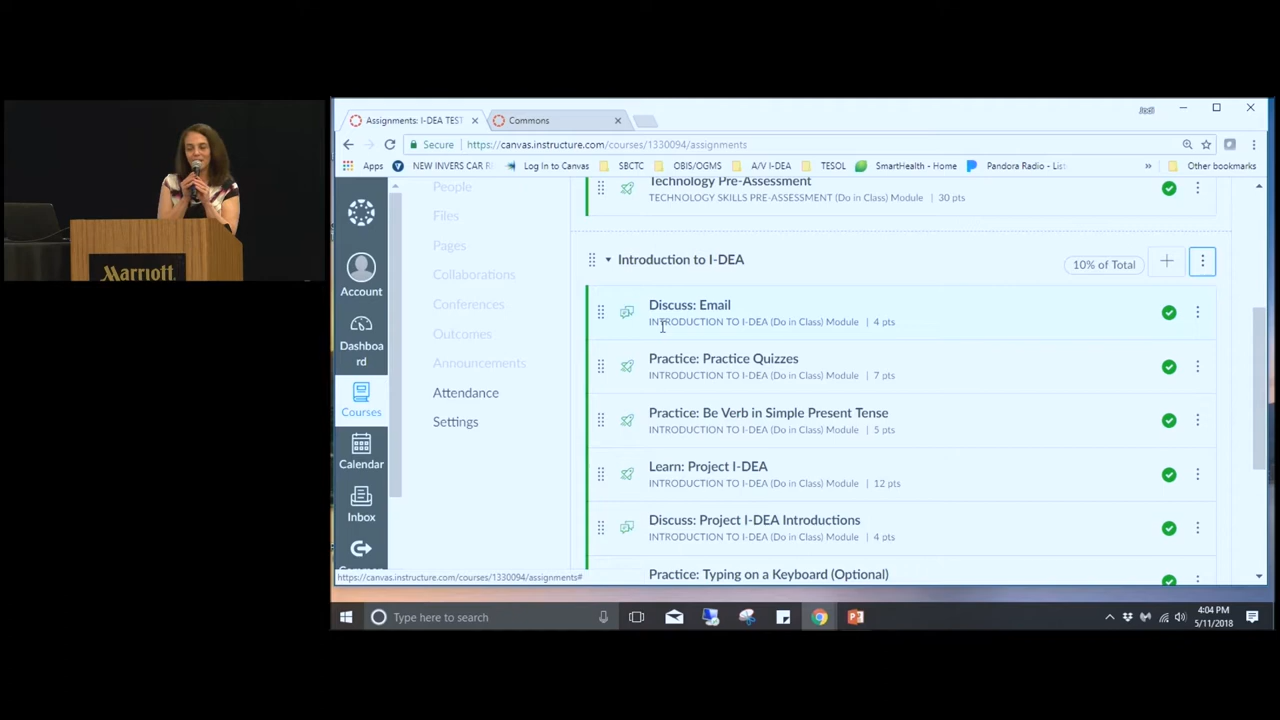 Marriott
Assignments: I-DEA TEST
Commons
Secure
https://canvas.instructure.com/courses/1330094/assignments
Apps
NEW INVERS CAR R
Log In to Canvas
SBCTC
OBIS/OGMS
A/V I-DEA
TESOL
SmartHealth - Home
Pandora Radio - List
»
Other bookmarks
Account
Dashboa
rd
Courses
Calendar
Inbox
People
Files
Pages
Collaborations
Conferences
Outcomes
Announcements
Attendance
Settings
Technology Pre-Assessment
TECHNOLOGY SKILLS PRE-ASSESSMENT (Do in Class) Module | 30 pts
Introduction to I-DEA
10% of Total
Discuss: Email
INTRODUCTION TO I-DEA (Do in Class) Module | 4 pts
Practice: Practice Quizzes
INTRODUCTION TO I-DEA (Do in Class) Module | 7 pts
Practice: Be Verb in Simple Present Tense
INTRODUCTION TO I-DEA (Do in Class) Module | 5 pts
Learn: Project I-DEA
INTRODUCTION TO I-DEA (Do in Class) Module | 12 pts
Discuss: Project I-DEA Introductions
INTRODUCTION TO I-DEA (Do in Class) Module | 4 pts
Practice: Typing on a Keyboard (Optional)
https://canvas.instructure.com/courses/1330094/assignments#
Type here to search
4:04 PM
5/11/2018